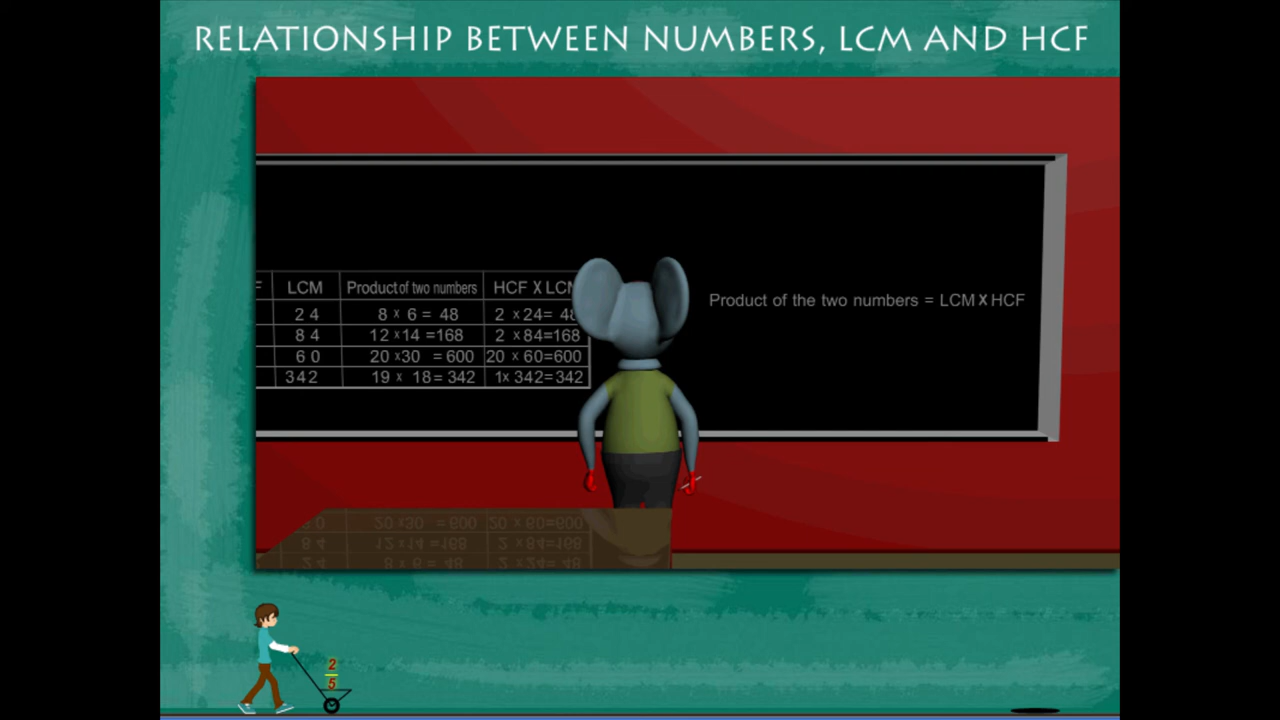 RELATIONSHIP BETWEEN NUMBERS, LCM AND HCF
F LCM Product of two numbers HCF X LCM
24 8 × 6 = 48 2 × 24 = 48
84 12 × 14 = 168 2 × 84 = 168
60 20 × 30 = 600 20 × 60 = 600
342 19 × 18 = 342 1 × 342 = 342
Product of the two numbers = LCM X HCF
2
5